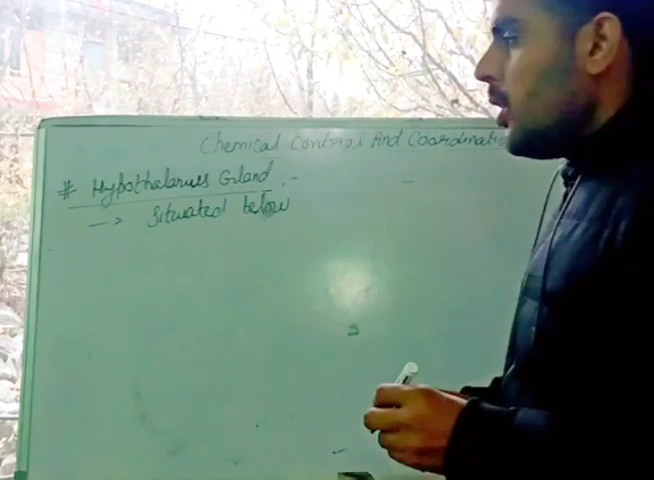 Chemical Control And Coordinatio
# Hypothalamus Gland :-
→ Situated below